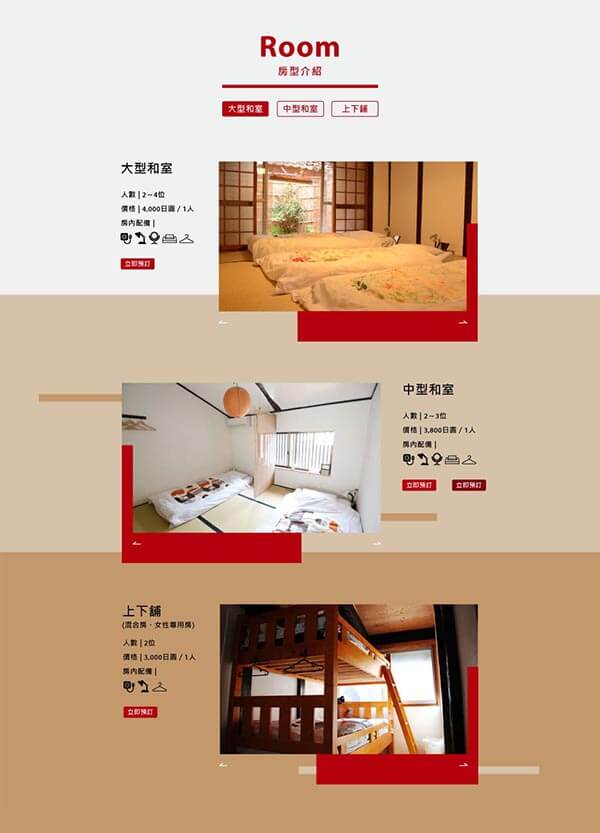 Room
房型介紹
大型和室 中型和室 上下舖
大型和室
人數 | 2～4位
價格 | 4,000日圓 / 1人
房內配備 |
立即預訂
中型和室
人數 | 2～3位
價格 | 3,800日圓 / 1人
房內配備 |
立即預訂 立即預訂
上下舖
(混合房、女性專用房)
人數 | 2位
價格 | 3,000日圓 / 1人
房內配備 |
立即預訂